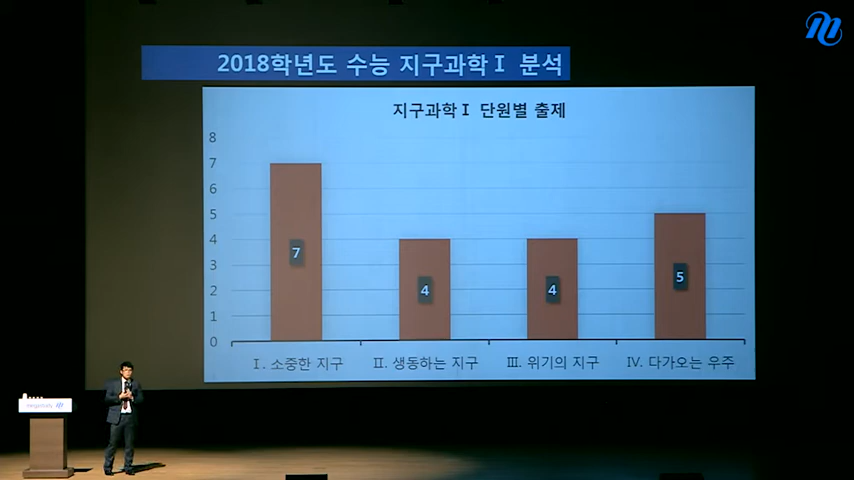 2018학년도 수능 지구과학Ⅰ 분석
지구과학Ⅰ 단원별 출제
8
7
6
5
4
3
2
1
0
7
4
4
5
Ⅰ. 소중한 지구
Ⅱ. 생동하는 지구
Ⅲ. 위기의 지구
Ⅳ. 다가오는 우주